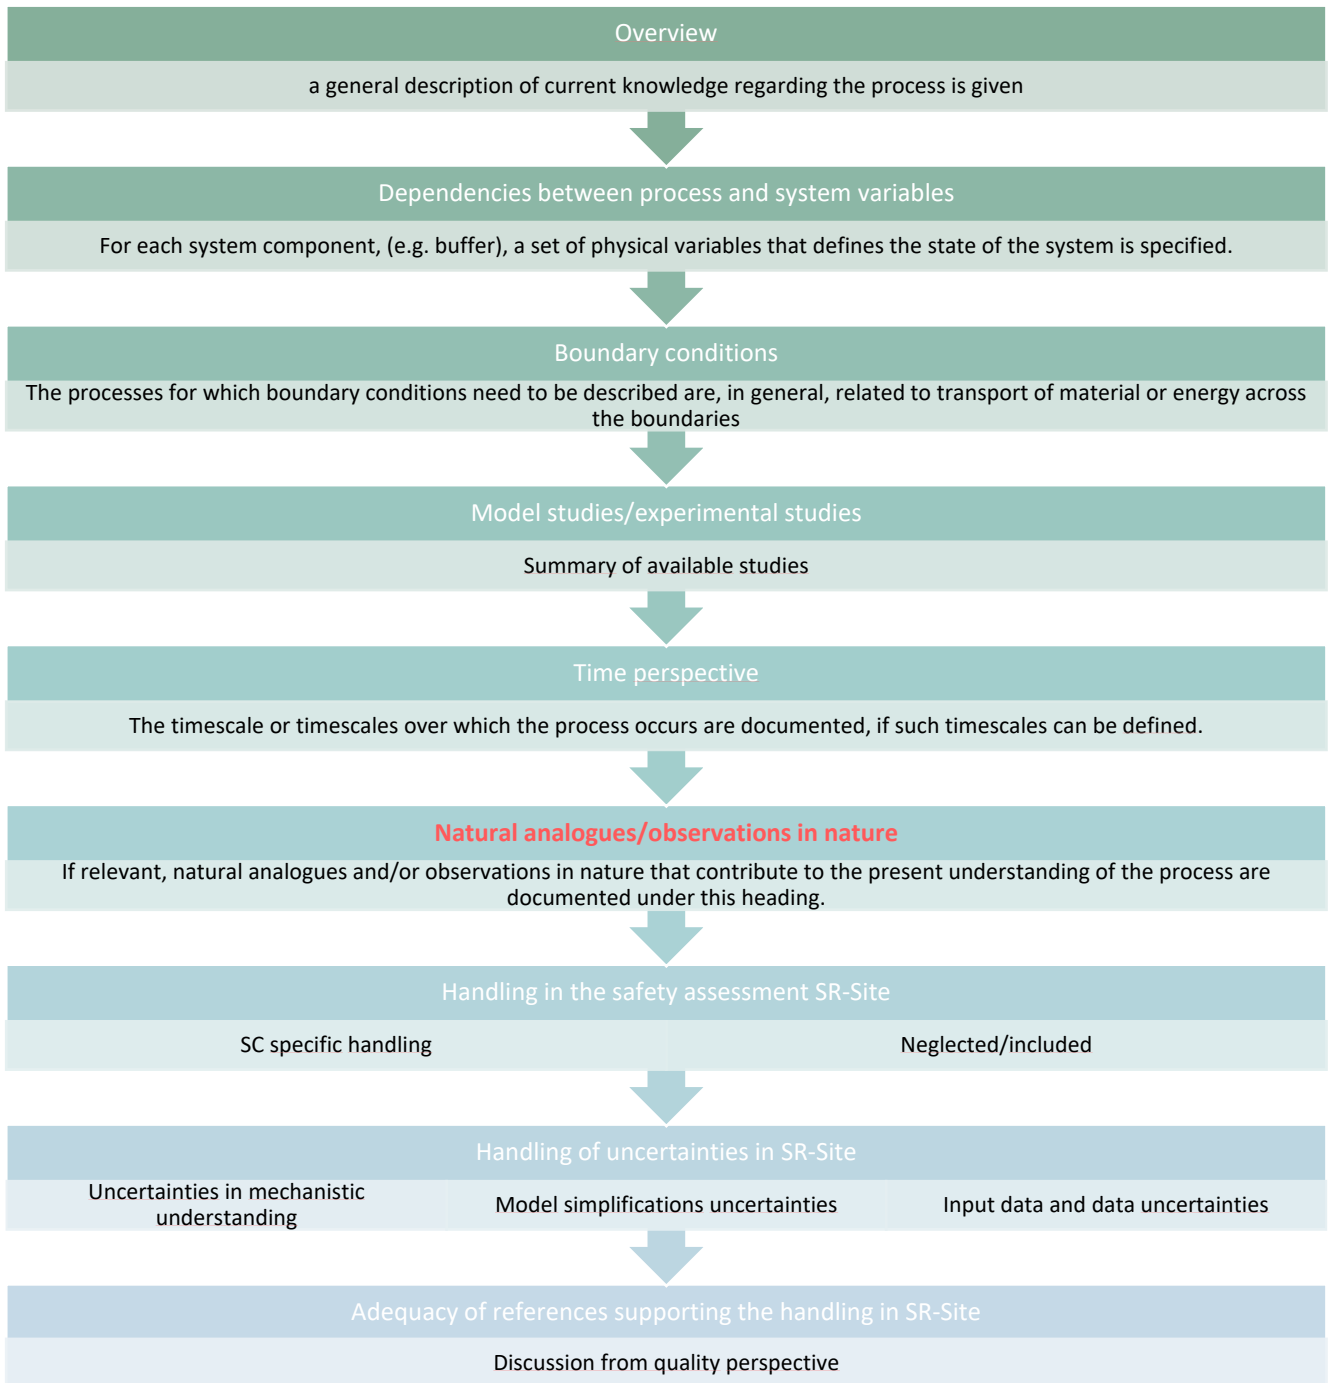 Overview
a general description of current knowledge regarding the process is given
Dependencies between process and system variables
For each system component, (e.g. buffer), a set of physical variables that defines the state of the system is specified.
Boundary conditions
The processes for which boundary conditions need to be described are, in general, related to transport of material or energy across
the boundaries
Model studies/experimental studies
Summary of available studies
Time perspective
The timescale or timescales over which the process occurs are documented, if such timescales can be defined.
Natural analogues/observations in nature
If relevant, natural analogues and/or observations in nature that contribute to the present understanding of the process are
documented under this heading.
Handling in the safety assessment SR-Site
SC specific handling
Neglected/included
Handling of uncertainties in SR-Site
Uncertainties in mechanistic
understanding
Model simplifications uncertainties
Input data and data uncertainties
Adequacy of references supporting the handling in SR-Site
Discussion from quality perspective